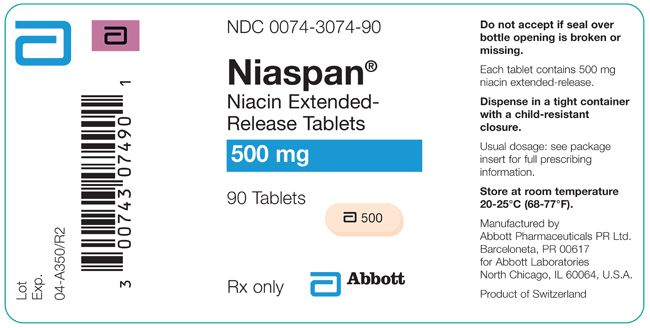 Lot
Exp.
04-A350/R2
3 00743 07490 1
NDC 0074-3074-90
Niaspan®
Niacin Extended-
Release Tablets
500 mg
90 Tablets
a 500
Rx only
a Abbott
Do not accept if seal over
bottle opening is broken or
missing.
Each tablet contains 500 mg
niacin extended-release.
Dispense in a tight container
with a child-resistant
closure.
Usual dosage: see package
insert for full prescribing
information.
Store at room temperature
20-25°C (68-77°F).
Manufactured by
Abbott Pharmaceuticals PR Ltd.
Barceloneta, PR 00617
for Abbott Laboratories
North Chicago, IL 60064, U.S.A.
Product of Switzerland